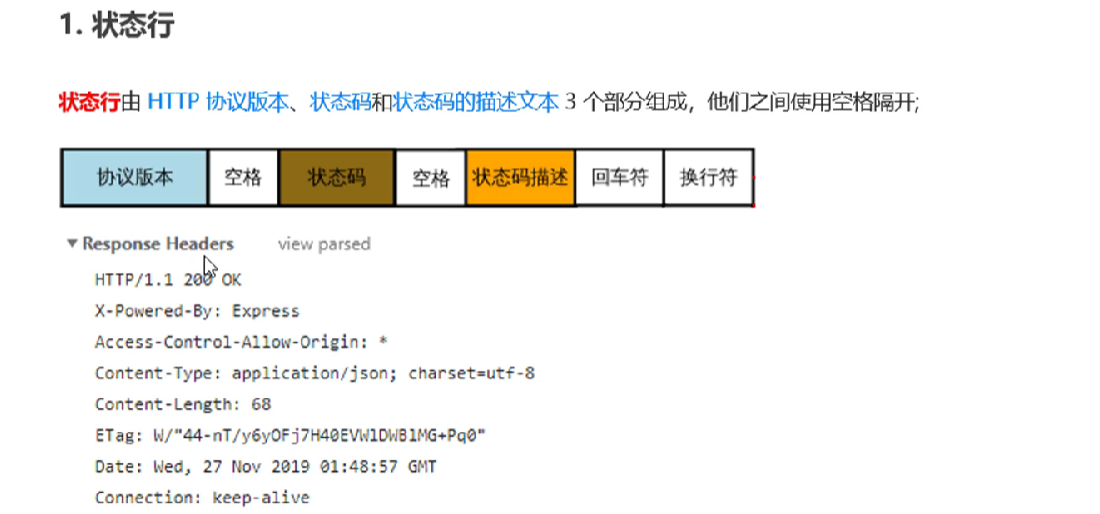 1. 状态行
状态行由 HTTP 协议版本、状态码和状态码的描述文本 3 个部分组成，他们之间使用空格隔开;
协议版本 空格 状态码 空格 状态码描述 回车符 换行符
▼ Response Headers view parsed
HTTP/1.1 200 OK
X-Powered-By: Express
Access-Control-Allow-Origin: *
Content-Type: application/json; charset=utf-8
Content-Length: 68
ETag: W/"44-nT/y6yOFj7H40EVWlDWBlMG+Pq0"
Date: Wed, 27 Nov 2019 01:48:57 GMT
Connection: keep-alive